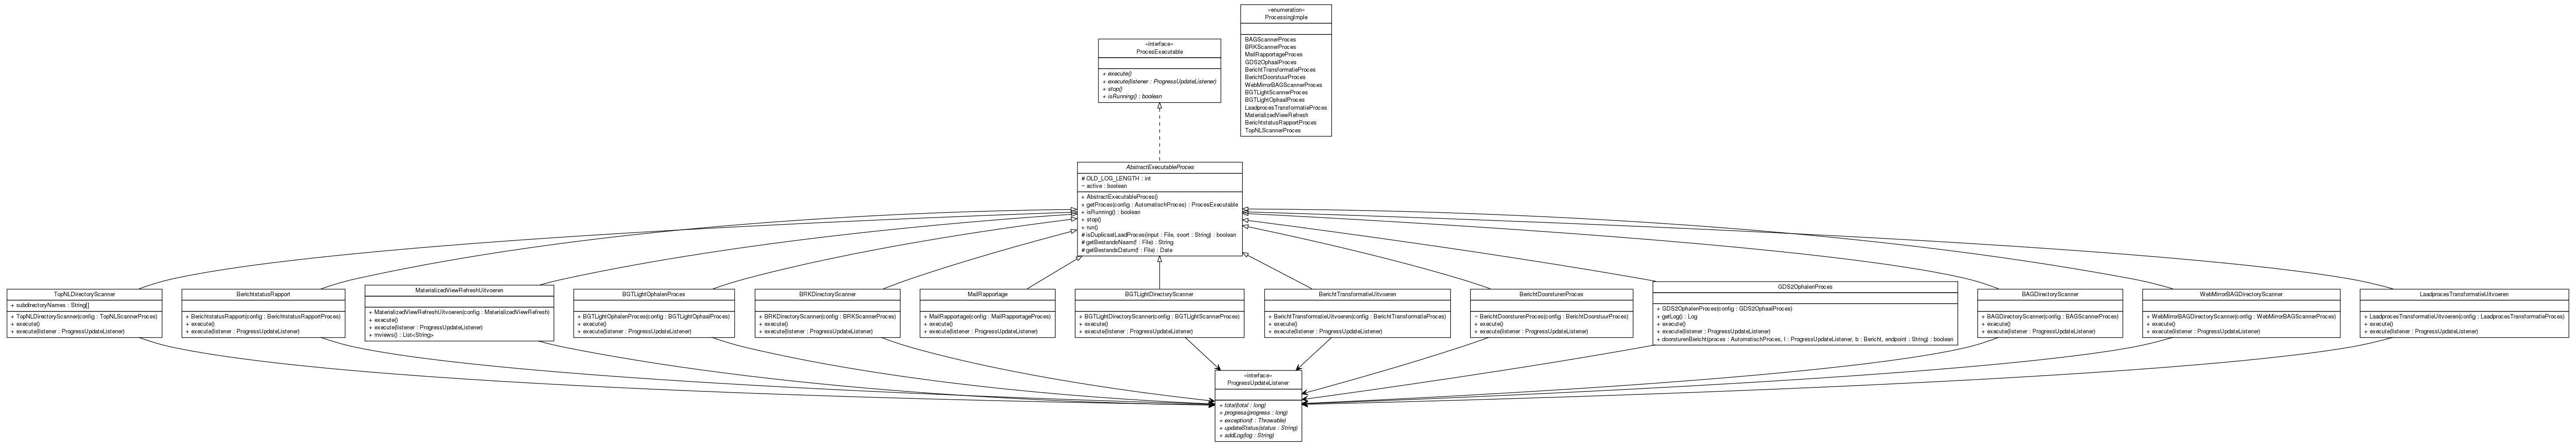 «enumeration»
ProcessingImple
BAGScannerProces
BRKScannerProces
MailRapportageProces
GDS2OphaalProces
BerichtTransformatieProces
BerichtDoorstuurProces
WebMirrorBAGScannerProces
BGTLightScannerProces
BGTLightOphaalProces
LaadprocesTransformatieProces
MaterializedViewRefresh
BerichtstatusRapportProces
TopNLScannerProces
«interface»
ProcesExecutable
+ execute()
+ execute(listener : ProgressUpdateListener)
+ stop()
+ isRunning() : boolean
AbstractExecutableProces
# OLD_LOG_LENGTH : int
− active : boolean
+ AbstractExecutableProces()
+ getProces(config : AutomatischProces) : ProcesExecutable
+ isRunning() : boolean
+ stop()
+ run()
# isDuplicaatLaadProces(input : File, soort : String) : boolean
# getBestandsNaam(f : File) : String
# getBestandsDatum(f : File) : Date
TopNLDirectoryScanner
+ subdirectoryNames : String[]
+ TopNLDirectoryScanner(config : TopNLScannerProces)
+ execute()
+ execute(listener : ProgressUpdateListener)
BerichtstatusRapport
+ BerichtstatusRapport(config : BerichtstatusRapportProces)
+ execute()
+ execute(listener : ProgressUpdateListener)
MaterializedViewRefreshUitvoeren
+ MaterializedViewRefreshUitvoeren(config : MaterializedViewRefresh)
+ execute()
+ execute(listener : ProgressUpdateListener)
+ mviews() : List<String>
BGTLightOphalenProces
+ BGTLightOphalenProces(config : BGTLightOphaalProces)
+ execute()
+ execute(listener : ProgressUpdateListener)
BRKDirectoryScanner
+ BRKDirectoryScanner(config : BRKScannerProces)
+ execute()
+ execute(listener : ProgressUpdateListener)
MailRapportage
+ MailRapportage(config : MailRapportageProces)
+ execute()
+ execute(listener : ProgressUpdateListener)
BGTLightDirectoryScanner
+ BGTLightDirectoryScanner(config : BGTLightScannerProces)
+ execute()
+ execute(listener : ProgressUpdateListener)
BerichtTransformatieUitvoeren
+ BerichtTransformatieUitvoeren(config : BerichtTransformatieProces)
+ execute()
+ execute(listener : ProgressUpdateListener)
BerichtDoorsturenProces
− BerichtDoorsturenProces(config : BerichtDoorstuurProces)
+ execute()
+ execute(listener : ProgressUpdateListener)
GDS2OphalenProces
+ GDS2OphalenProces(config : GDS2OphaalProces)
+ getLog() : Log
+ execute()
+ execute(listener : ProgressUpdateListener)
+ doorsturenBericht(proces : AutomatischProces, l : ProgressUpdateListener, b : Bericht, endpoint : String) : boolean
BAGDirectoryScanner
+ BAGDirectoryScanner(config : BAGScannerProces)
+ execute()
+ execute(listener : ProgressUpdateListener)
WebMirrorBAGDirectoryScanner
+ WebMirrorBAGDirectoryScanner(config : WebMirrorBAGScannerProces)
+ execute()
+ execute(listener : ProgressUpdateListener)
LaadprocesTransformatieUitvoeren
+ LaadprocesTransformatieUitvoeren(config : LaadprocesTransformatieProces)
+ execute()
+ execute(listener : ProgressUpdateListener)
«interface»
ProgressUpdateListener
+ total(total : long)
+ progress(progress : long)
+ exception(t : Throwable)
+ updateStatus(status : String)
+ addLog(log : String)